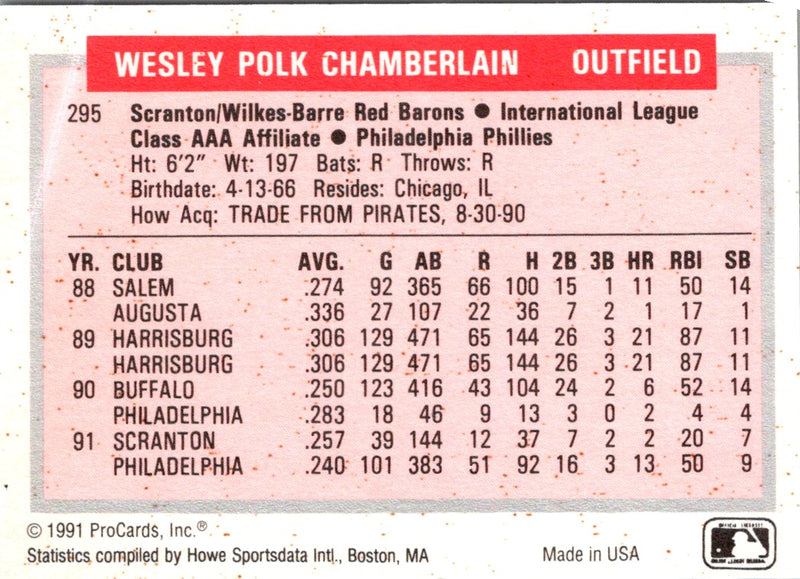 WESLEY POLK CHAMBERLAIN OUTFIELD
295 Scranton/Wilkes-Barre Red Barons ● International League
Class AAA Affiliate ● Philadelphia Phillies
Ht: 6'2" Wt: 197 Bats: R Throws: R
Birthdate: 4-13-66 Resides: Chicago, IL
How Acq: TRADE FROM PIRATES, 8-30-90
YR. CLUB AVG. G AB R H 2B 3B HR RBI SB
88 SALEM .274 92 365 66 100 15 1 11 50 14
AUGUSTA .336 27 107 22 36 7 2 1 17 1
89 HARRISBURG .306 129 471 65 144 26 3 21 87 11
HARRISBURG .306 129 471 65 144 26 3 21 87 11
90 BUFFALO .250 123 416 43 104 24 2 6 52 14
PHILADELPHIA .283 18 46 9 13 3 0 2 4 4
91 SCRANTON .257 39 144 12 37 7 2 2 20 7
PHILADELPHIA .240 101 383 51 92 16 3 13 50 9
© 1991 ProCards, Inc.®
Statistics compiled by Howe Sportsdata Intl., Boston, MA Made in USA